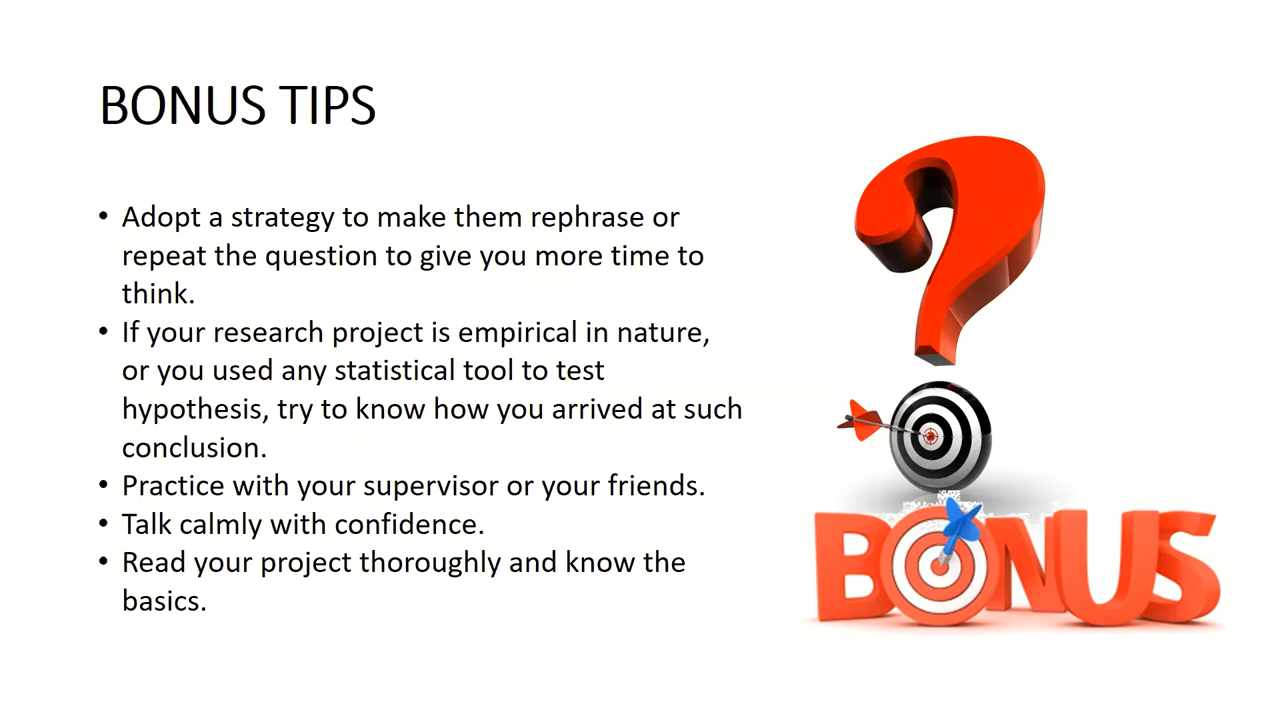 BONUS TIPS
• Adopt a strategy to make them rephrase or
repeat the question to give you more time to
think.
• If your research project is empirical in nature,
or you used any statistical tool to test
hypothesis, try to know how you arrived at such
conclusion.
• Practice with your supervisor or your friends.
• Talk calmly with confidence.
• Read your project thoroughly and know the
basics.
?
BONUS